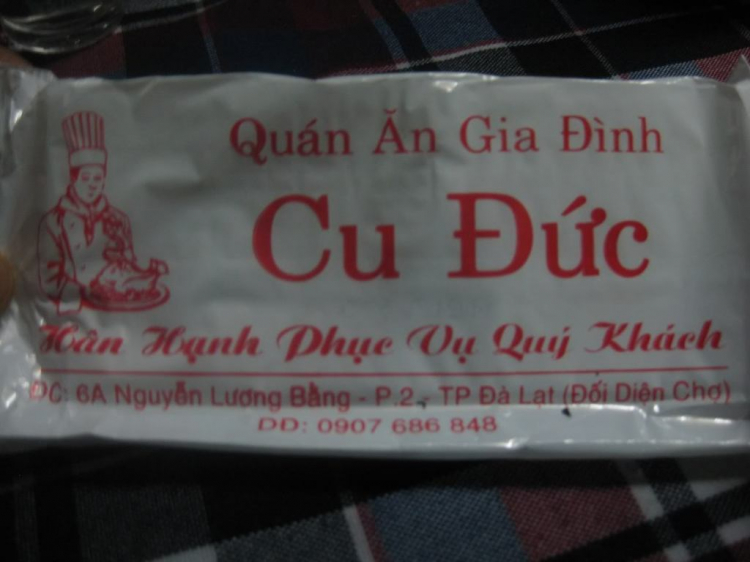 Quán Ăn Gia Đình
Cu Đức
Hân Hạnh Phục Vụ Quý Khách
ĐC: 6A Nguyễn Lương Bằng - P.2 - TP Đà Lạt (Đối Diện Chợ)
DD: 0907 686 848